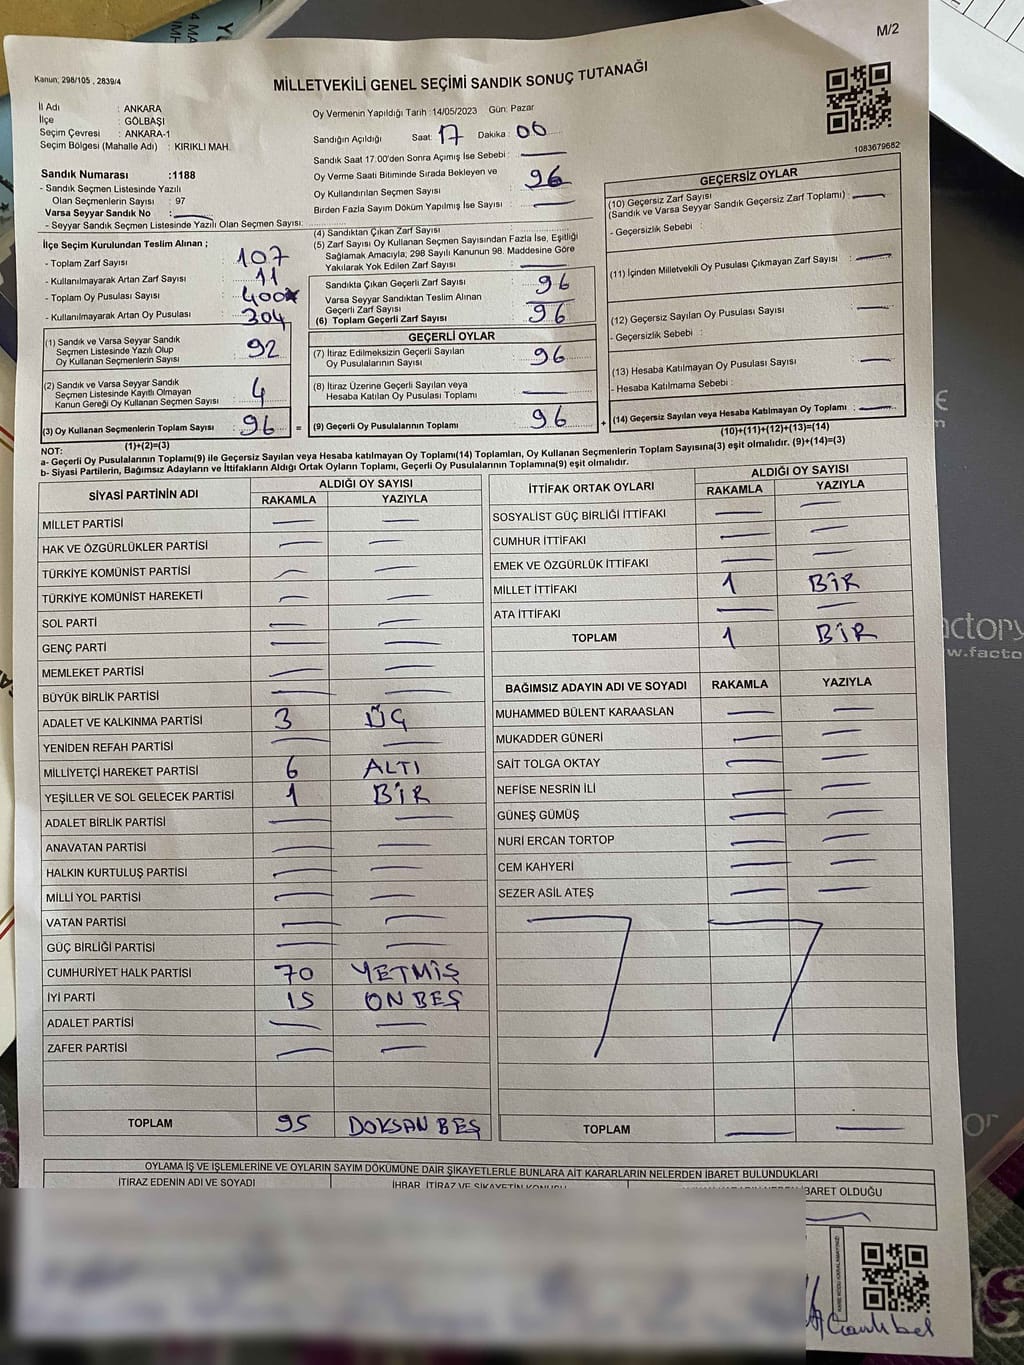 M/2
Kanun; 298/105 , 2839/4
MİLLETVEKİLİ GENEL SEÇİMİ SANDIK SONUÇ TUTANAĞI
İl Adı : ANKARA
İlçe : GÖLBAŞI
Seçim Çevresi : ANKARA-1
Seçim Bölgesi (Mahalle Adı) : KIRIKLI MAH.
Sandık Numarası :1188
- Sandık Seçmen Listesinde Yazılı
Olan Seçmenlerin Sayısı : 97
Varsa Seyyar Sandık No :
- Seyyar Sandık Seçmen Listesinde Yazılı Olan Seçmen Sayısı:
Oy Vermenin Yapıldığı Tarih :14/05/2023 Gün: Pazar
Sandığın Açıldığı Saat: 17 Dakika : 06
Sandık Saat 17.00'den Sonra Açımış İse Sebebi :
Oy Verme Saati Bitiminde Sırada Bekleyen ve
Oy Kullandırılan Seçmen Sayısı : 96
Birden Fazla Sayım Döküm Yapılmış İse Sayısı :
1083679682
İlçe Seçim Kurulundan Teslim Alınan ;
- Toplam Zarf Sayısı : 107
- Kullanılmayarak Artan Zarf Sayısı : 11
- Toplam Oy Pusulası Sayısı : 400
- Kullanılmayarak Artan Oy Pusulası : 304
(1) Sandık ve Varsa Seyyar Sandık
Seçmen Listesinde Yazılı Olup
Oy Kullanan Seçmenlerin Sayısı : 92
(2) Sandık ve Varsa Seyyar Sandık
Seçmen Listesinde Kayıtlı Olmayan
Kanun Gereği Oy Kullanan Seçmen Sayısı : 4
(3) Oy Kullanan Seçmenlerin Toplam Sayısı : 96
(1)+(2)=(3)
(4) Sandıktan Çıkan Zarf Sayısı :
(5) Zarf Sayısı Oy Kullanan Seçmen Sayısından Fazla İse, Eşitliği
Sağlamak Amacıyla; 298 Sayılı Kanunun 98. Maddesine Göre
Yakılarak Yok Edilen Zarf Sayısı :
Sandıkta Çıkan Geçerli Zarf Sayısı : 96
Varsa Seyyar Sandıktan Teslim Alınan
Geçerli Zarf Sayısı :
(6) Toplam Geçerli Zarf Sayısı : 96
GEÇERLİ OYLAR
(7) İtiraz Edilmeksizin Geçerli Sayılan
Oy Pusulalarının Sayısı : 96
(8) İtiraz Üzerine Geçerli Sayılan veya
Hesaba Katılan Oy Pusulası Toplamı :
= (9) Geçerli Oy Pusulalarının Toplamı : 96 +
GEÇERSİZ OYLAR
(10) Geçersiz Zarf Sayısı
(Sandık ve Varsa Seyyar Sandık Geçersiz Zarf Toplamı) :
- Geçersizlik Sebebi :
(11) İçinden Milletvekili Oy Pusulası Çıkmayan Zarf Sayısı :
(12) Geçersiz Sayılan Oy Pusulası Sayısı :
- Geçersizlik Sebebi :
(13) Hesaba Katılmayan Oy Pusulası Sayısı :
- Hesaba Katılmama Sebebi :
(14) Geçersiz Sayılan veya Hesaba Katılmayan Oy Toplamı :
(10)+(11)+(12)+(13)=(14)
NOT:
a- Geçerli Oy Pusulalarının Toplamı(9) ile Geçersiz Sayılan veya Hesaba katılmayan Oy Toplamı(14) Toplamları, Oy Kullanan Seçmenlerin Toplam Sayısına(3) eşit olmalıdır. (9)+(14)=(3)
b- Siyasi Partilerin, Bağımsız Adayların ve İttifakların Aldığı Ortak Oyların Toplamı, Geçerli Oy Pusulalarının Toplamına(9) eşit olmalıdır.
SİYASİ PARTİNİN ADI ALDIĞI OY SAYISI
RAKAMLA YAZIYLA
MİLLET PARTİSİ
HAK VE ÖZGÜRLÜKLER PARTİSİ
TÜRKİYE KOMÜNİST PARTİSİ
TÜRKİYE KOMÜNİST HAREKETİ
SOL PARTİ
GENÇ PARTİ
MEMLEKET PARTİSİ
BÜYÜK BİRLİK PARTİSİ
ADALET VE KALKINMA PARTİSİ 3 ÜÇ
YENİDEN REFAH PARTİSİ
MİLLİYETÇİ HAREKET PARTİSİ 6 ALTI
YEŞİLLER VE SOL GELECEK PARTİSİ 1 BİR
ADALET BİRLİK PARTİSİ
ANAVATAN PARTİSİ
HALKIN KURTULUŞ PARTİSİ
MİLLİ YOL PARTİSİ
VATAN PARTİSİ
GÜÇ BİRLİĞİ PARTİSİ
CUMHURİYET HALK PARTİSİ 70 YETMİŞ
İYİ PARTİ 15 ON BEŞ
ADALET PARTİSİ
ZAFER PARTİSİ
TOPLAM 95 DOKSAN BEŞ
İTTİFAK ORTAK OYLARI ALDIĞI OY SAYISI
RAKAMLA YAZIYLA
SOSYALİST GÜÇ BİRLİĞİ İTTİFAKI
CUMHUR İTTİFAKI
EMEK VE ÖZGÜRLÜK İTTİFAKI
MİLLET İTTİFAKI 1 BİR
ATA İTTİFAKI
TOPLAM 1 BİR
BAĞIMSIZ ADAYIN ADI VE SOYADI RAKAMLA YAZIYLA
MUHAMMED BÜLENT KARAASLAN
MUKADDER GÜNERİ
SAİT TOLGA OKTAY
NEFİSE NESRİN İLİ
GÜNEŞ GÜMÜŞ
NURİ ERCAN TORTOP
CEM KAHYERİ
SEZER ASİL ATEŞ
TOPLAM
OYLAMA İŞ VE İŞLEMLERİNE VE OYLARIN SAYIM DÖKÜMÜNE DAİR ŞİKAYETLERLE BUNLARA AİT KARARLARIN NELERDEN İBARET BULUNDUKLARI
İTİRAZ EDENİN ADI VE SOYADI İHBAR, İTİRAZ VE ŞİKAYETİN KONUSU İBARET OLDUĞU
actory
w.facto